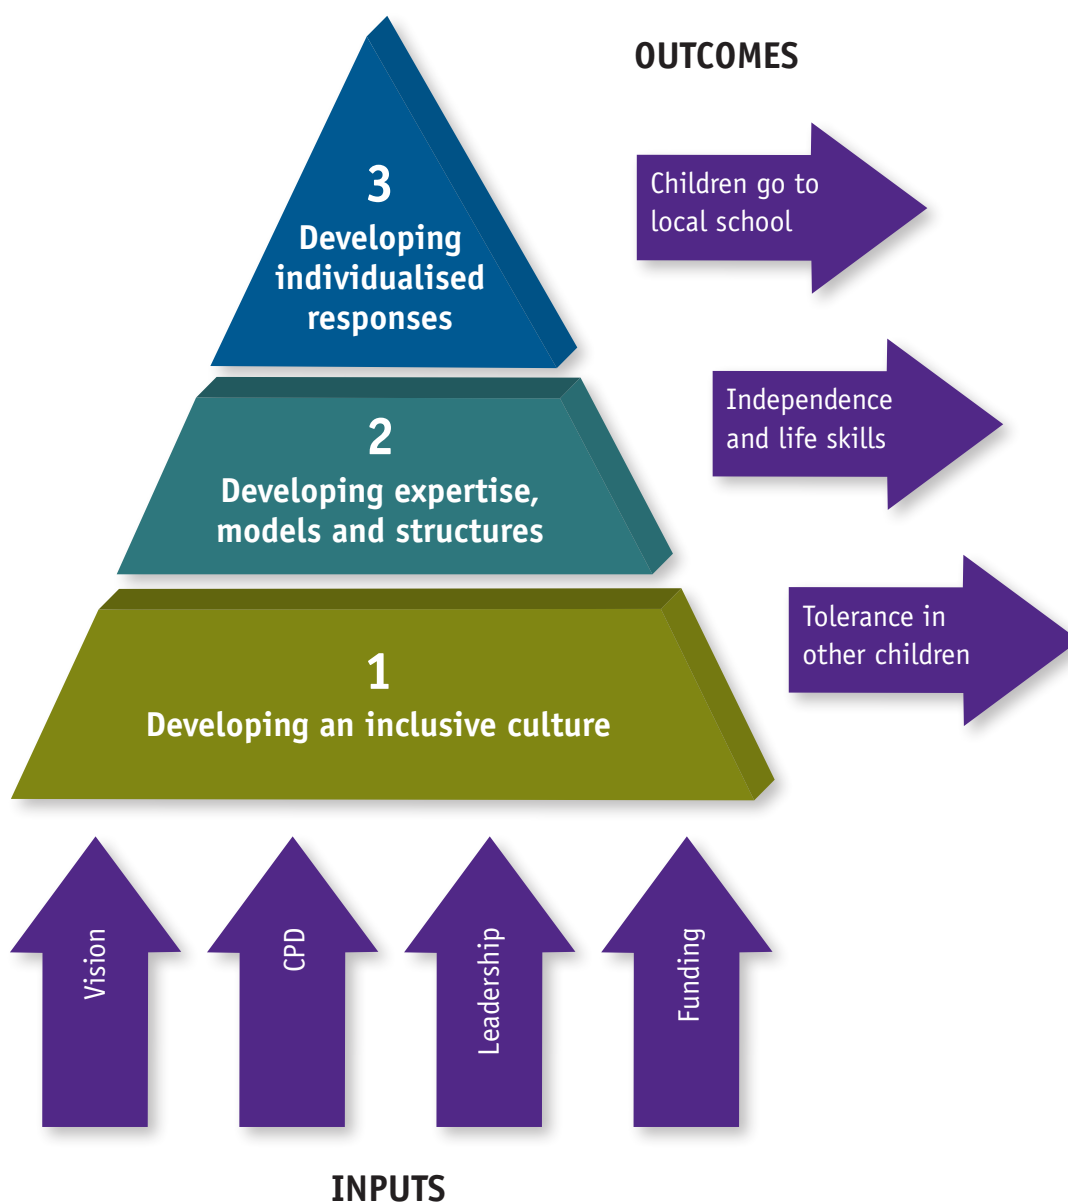 OUTCOMES
3
Developing
individualised
responses
Children go to
local school
2
Developing expertise,
models and structures
Independence
and life skills
1
Developing an inclusive culture
Tolerance in
other children
Vision
CPD
Leadership
Funding
INPUTS